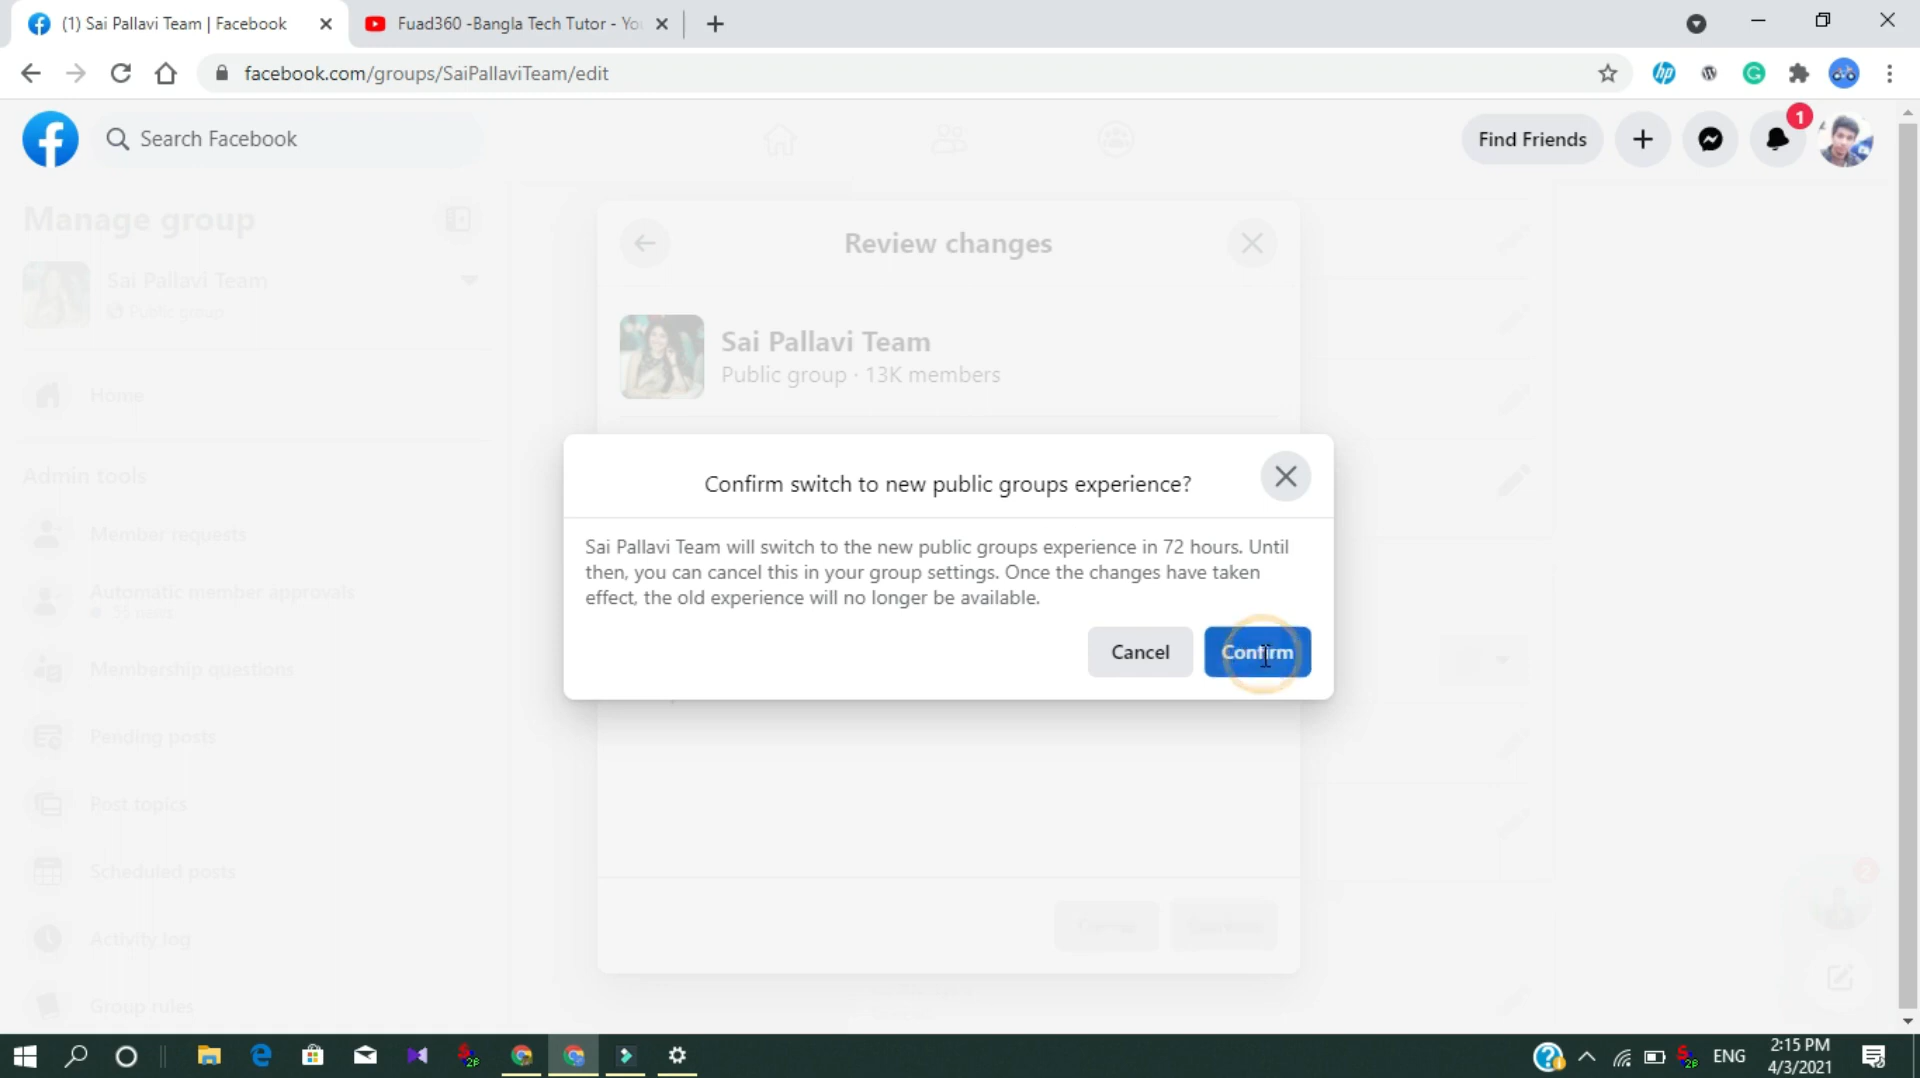 (1) Sai Pallavi Team | Facebook
Fuad360 -Bangla Tech Tutor - Yo
facebook.com/groups/SaiPallaviTeam/edit
Search Facebook
Find Friends
1
Manage group
Review changes
Sai Pallavi Team
Public group
Sai Pallavi Team
Public group · 13K members
Home
Admin tools
Confirm switch to new public groups experience?
Member requests
Sai Pallavi Team will switch to the new public groups experience in 72 hours. Until
then, you can cancel this in your group settings. Once the changes have taken
effect, the old experience will no longer be available.
Automatic member approvals
Cancel
Confirm
Membership questions
Pending posts
Post topics
Scheduled posts
2
Activity log
Group rules
ENG
2:15 PM
4/3/2021